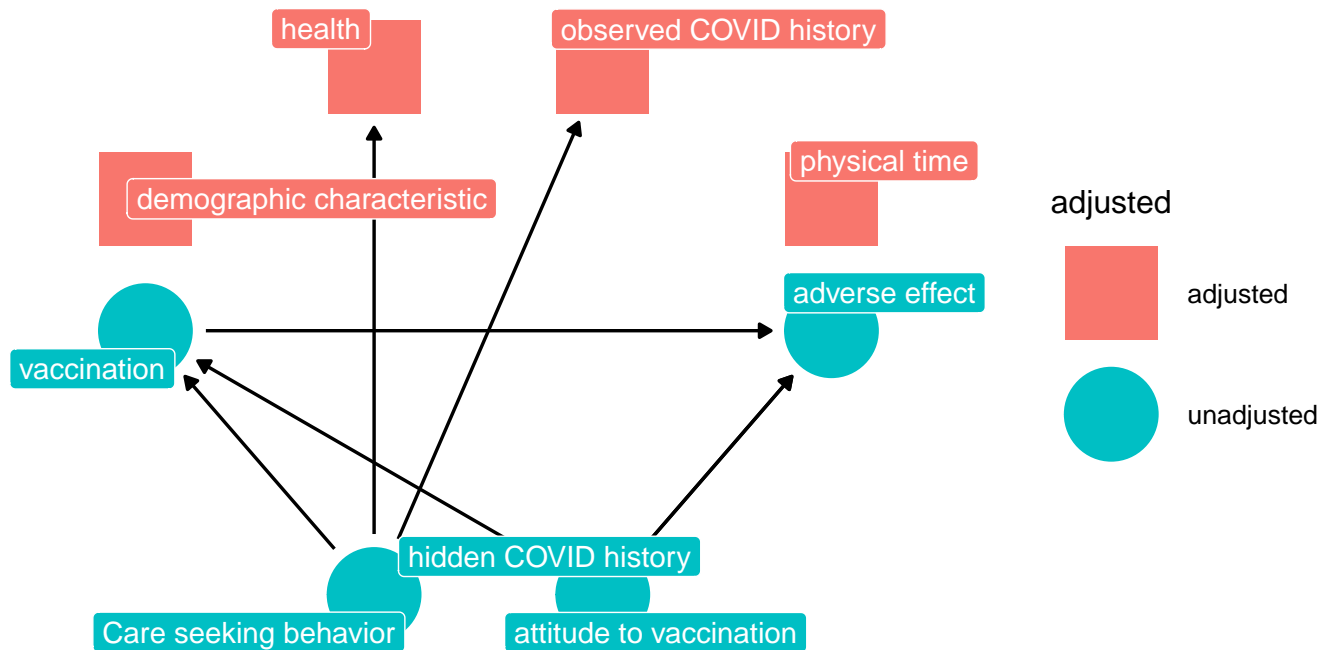 health
observed COVID history
physical time
demographic characteristic
adjusted
adjusted
adverse effect
vaccination
unadjusted
hidden COVID history
Care seeking behavior
attitude to vaccination